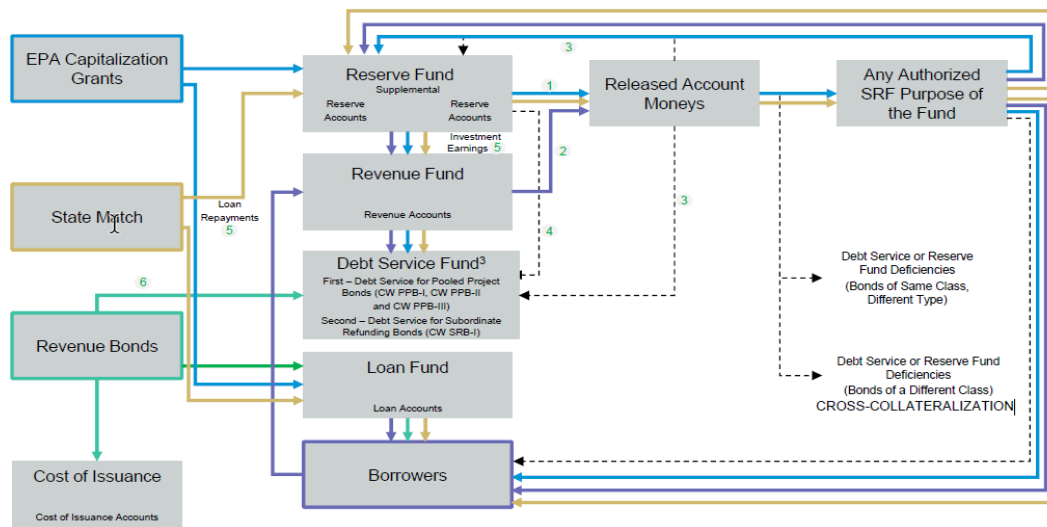 3
EPA Capitalization
Grants
Reserve Fund
Supplemental
Reserve
Accounts
Reserve
Accounts
1
Released Account
Moneys
Any Authorized
SRF Purpose of
the Fund
Investment
Earnings 5
2
Revenue Fund
Revenue Accounts
State Match
Loan
Repayments
5
3
4
Debt Service Fund³
First – Debt Service for Pooled Project
Bonds (CW PPB-I, CW PPB-II
and CW PPB-III)
Second – Debt Service for Subordinate
Refunding Bonds (CW SRB-I)
Debt Service or Reserve
Fund Deficiencies
(Bonds of Same Class,
Different Type)
6
Revenue Bonds
Loan Fund
Loan Accounts
Debt Service or Reserve Fund
Deficiencies
(Bonds of a Different Class)
CROSS-COLLATERALIZATION
Cost of Issuance
Cost of Issuance Accounts
Borrowers